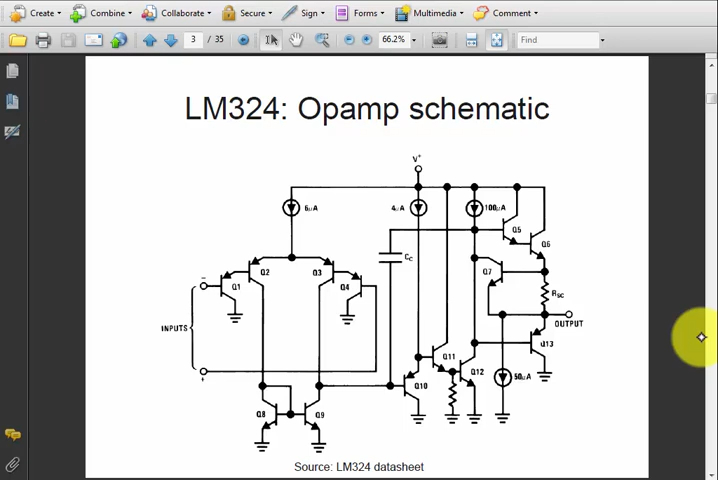 Create Combine Collaborate Secure Sign Forms Multimedia Comment
3 / 35 66.2% Find
LM324: Opamp schematic
V+
6μA 4μA 100μA
Q5
Q6
CC
Q2 Q3 Q7
− Q1 Q4
RSC
INPUTS OUTPUT
Q13
Q11
+ Q12 50μA
Q10
Q8 Q9
Source: LM324 datasheet